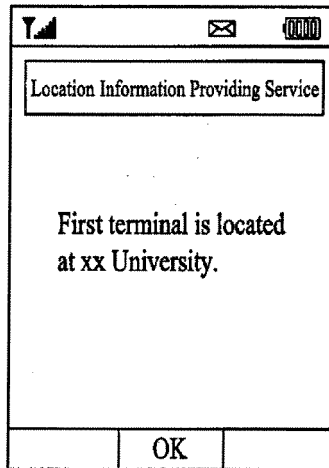 Location Information Providing Service
First terminal is located
at xx University.
OK